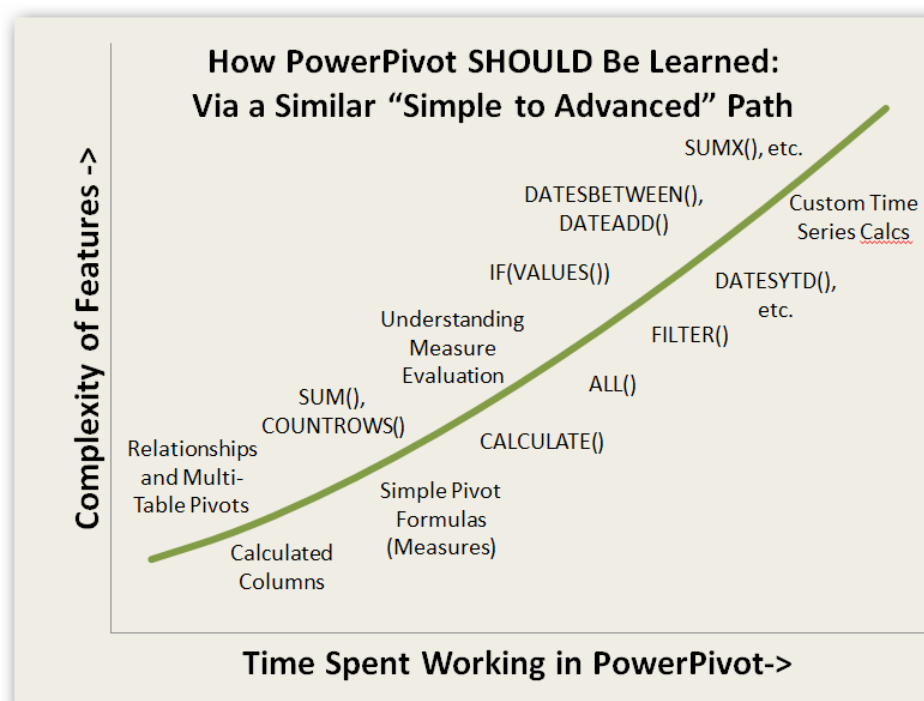 How PowerPivot SHOULD Be Learned:
Via a Similar “Simple to Advanced” Path
Complexity of Features ->
SUMX(), etc.
DATESBETWEEN(),
DATEADD()
Custom Time
Series Calcs
IF(VALUES())
DATESYTD(),
etc.
Understanding
Measure
Evaluation
FILTER()
ALL()
SUM(),
COUNTROWS()
CALCULATE()
Relationships
and Multi-
Table Pivots
Simple Pivot
Formulas
(Measures)
Calculated
Columns
Time Spent Working in PowerPivot->